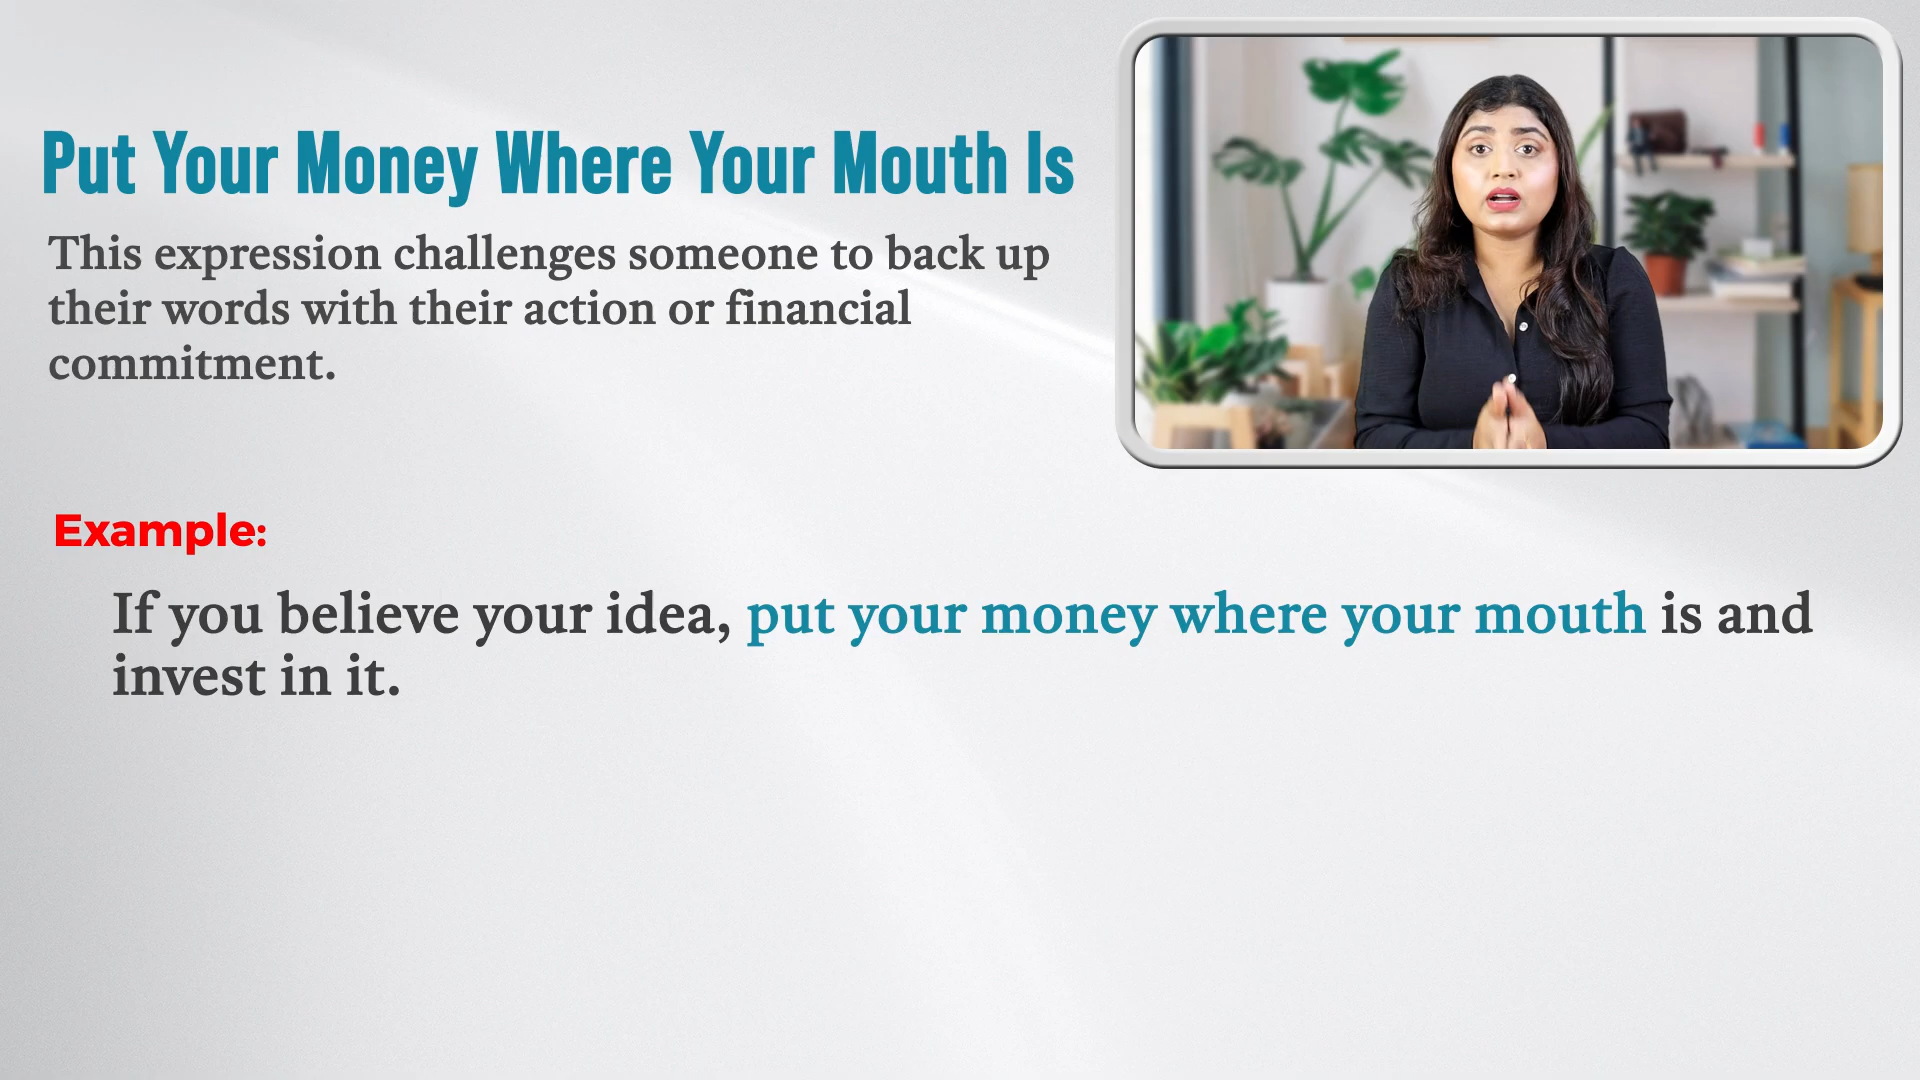 Put Your Money Where Your Mouth Is
This expression challenges someone to back up
their words with their action or financial
commitment.
Example:
If you believe your idea, put your money where your mouth is and
invest in it.